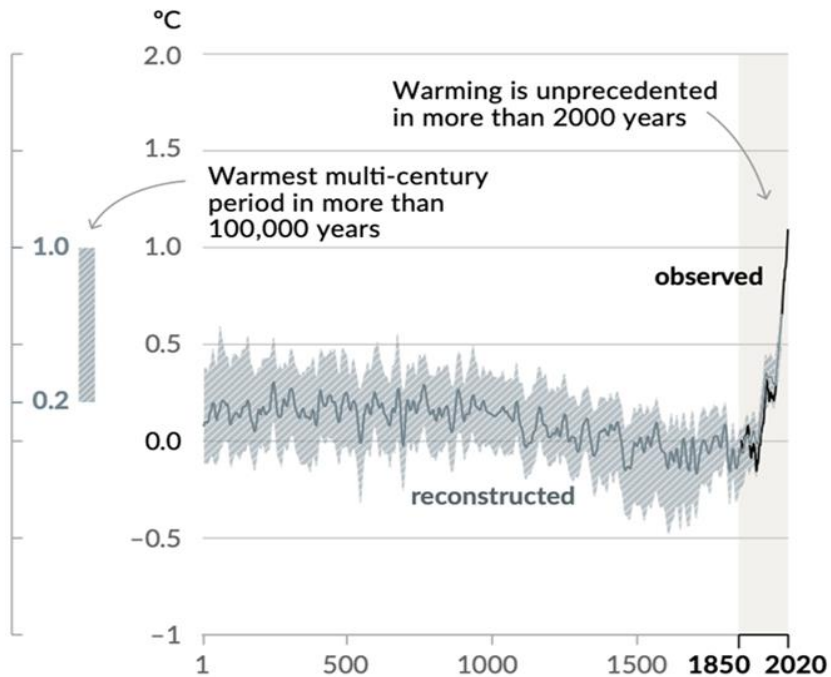 °C
2.0
Warming is unprecedented
in more than 2000 years
1.5
Warmest multi-century
period in more than
100,000 years
1.0
1.0
observed
0.5
0.2
0.0
reconstructed
−0.5
−1
1 500 1000 1500 1850 2020